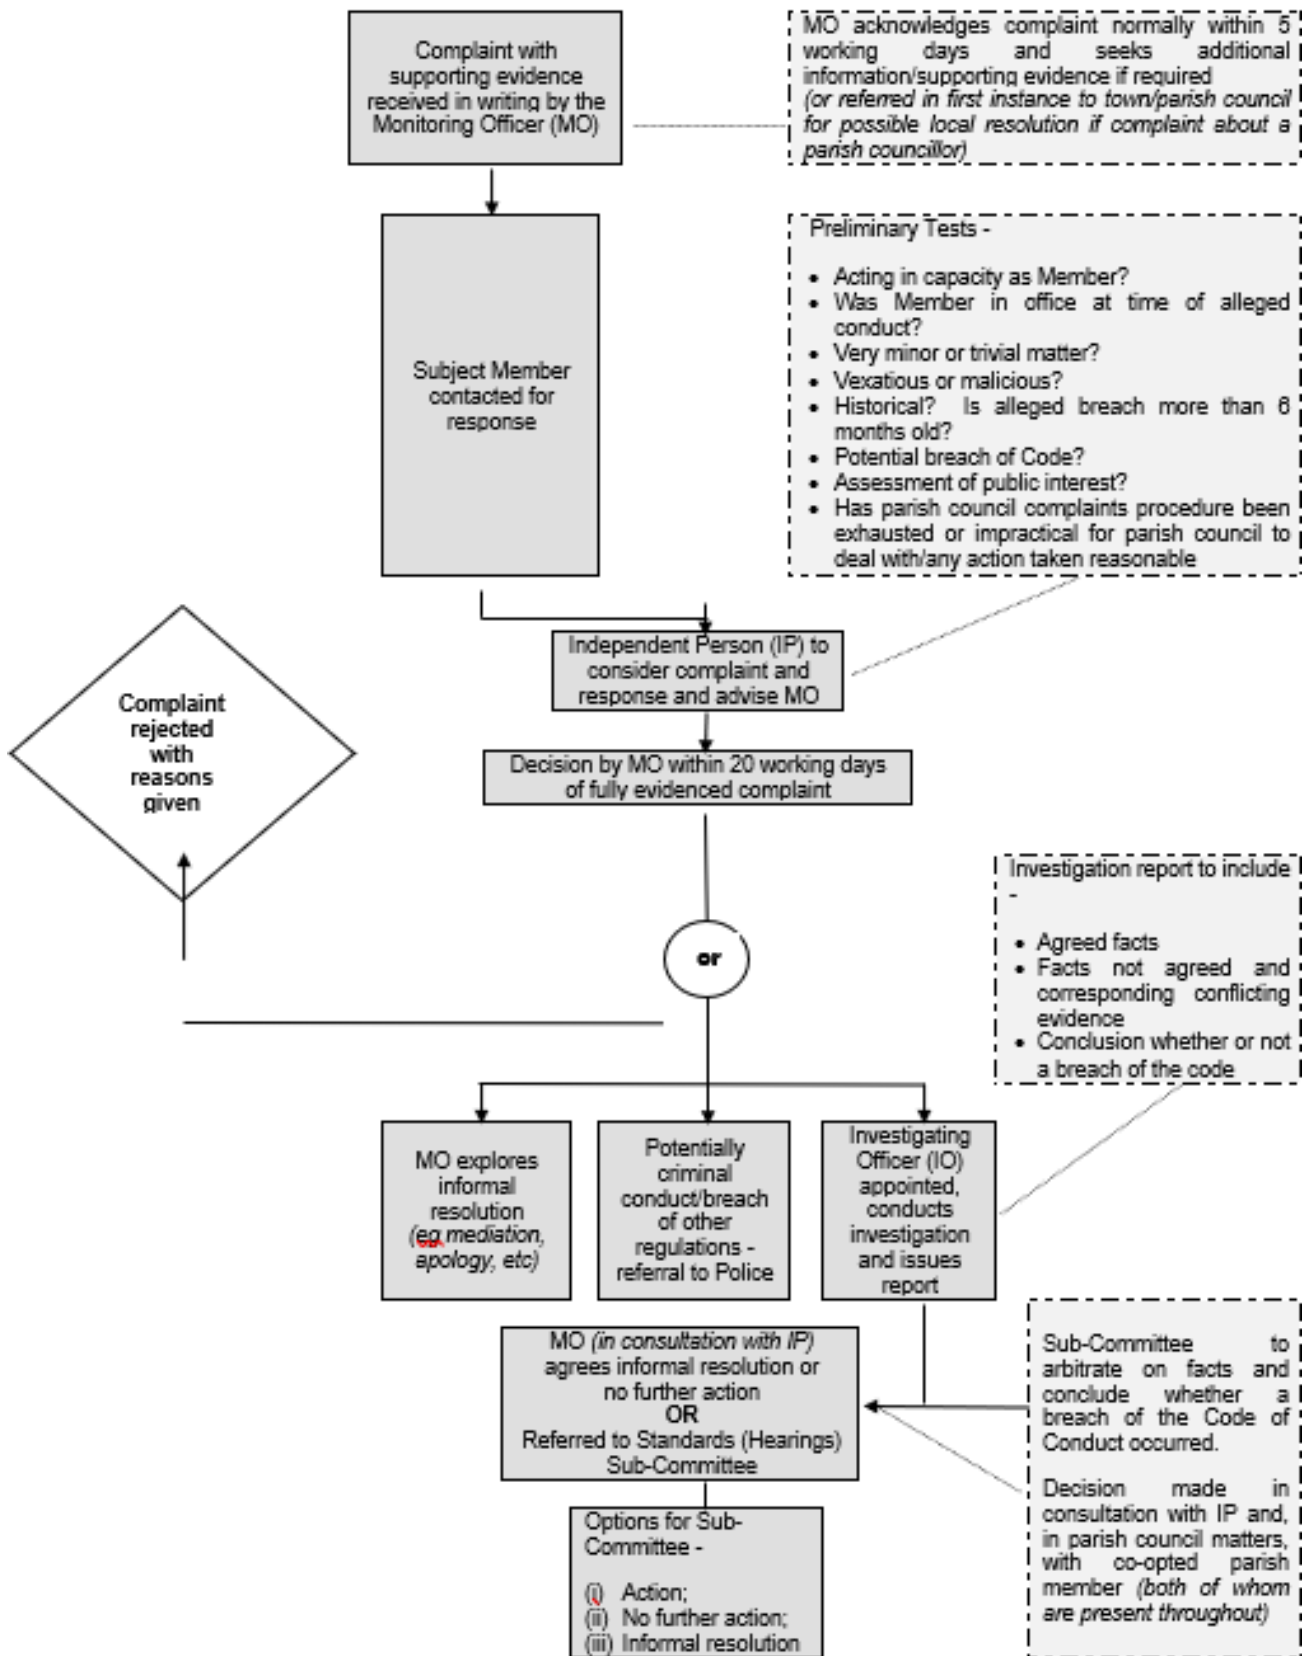 Complaint with
supporting evidence
received in writing by the
Monitoring Officer (MO)
MO acknowledges complaint normally within 5
working days and seeks additional
information/supporting evidence if required
(or referred in first instance to town/parish council
for possible local resolution if complaint about a
parish councillor)
Subject Member
contacted for
response
Preliminary Tests -
• Acting in capacity as Member?
• Was Member in office at time of alleged
conduct?
• Very minor or trivial matter?
• Vexatious or malicious?
• Historical? Is alleged breach more than 6
months old?
• Potential breach of Code?
• Assessment of public interest?
• Has parish council complaints procedure been
exhausted or impractical for parish council to
deal with/any action taken reasonable
Independent Person (IP) to
consider complaint and
response and advise MO
Complaint
rejected
with
reasons
given
Decision by MO within 20 working days
of fully evidenced complaint
or
Investigation report to include
-
• Agreed facts
• Facts not agreed and
corresponding conflicting
evidence
• Conclusion whether or not
a breach of the code
MO explores
informal
resolution
(eg mediation,
apology, etc)
Potentially
criminal
conduct/breach
of other
regulations -
referral to Police
Investigating
Officer (IO)
appointed,
conducts
investigation
and issues
report
MO (in consultation with IP)
agrees informal resolution or
no further action
OR
Referred to Standards (Hearings)
Sub-Committee
Sub-Committee to
arbitrate on facts and
conclude whether a
breach of the Code of
Conduct occurred.
Decision made in
consultation with IP and,
in parish council matters,
with co-opted parish
member (both of whom
are present throughout)
Options for Sub-
Committee -
(i) Action;
(ii) No further action;
(iii) Informal resolution